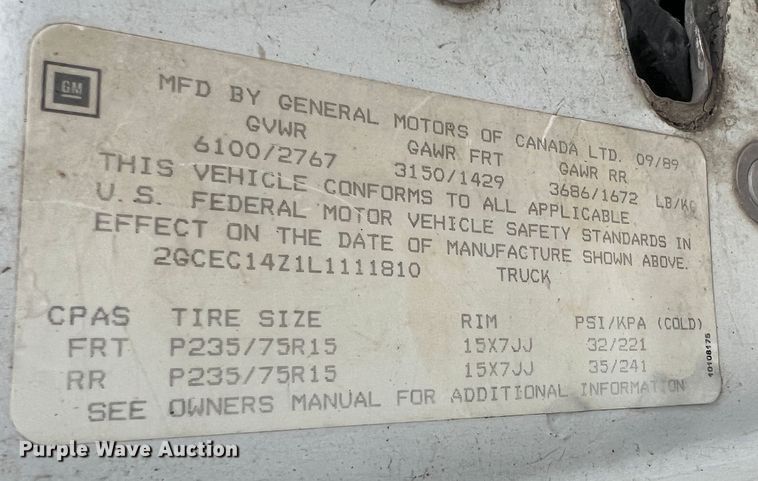 GM
MFD BY GENERAL MOTORS OF CANADA LTD. 09/89
GVWR GAWR FRT GAWR RR
6100/2767 3150/1429 3686/1672 LB/KG
THIS VEHICLE CONFORMS TO ALL APPLICABLE
U.S. FEDERAL MOTOR VEHICLE SAFETY STANDARDS IN
EFFECT ON THE DATE OF MANUFACTURE SHOWN ABOVE.
2GCEC14Z1L1111810 TRUCK
CPAS TIRE SIZE RIM PSI/KPA (COLD)
FRT P235/75R15 15X7JJ 32/221
RR P235/75R15 15X7JJ 35/241
SEE OWNERS MANUAL FOR ADDITIONAL INFORMATION
10108175
Purple Wave Auction